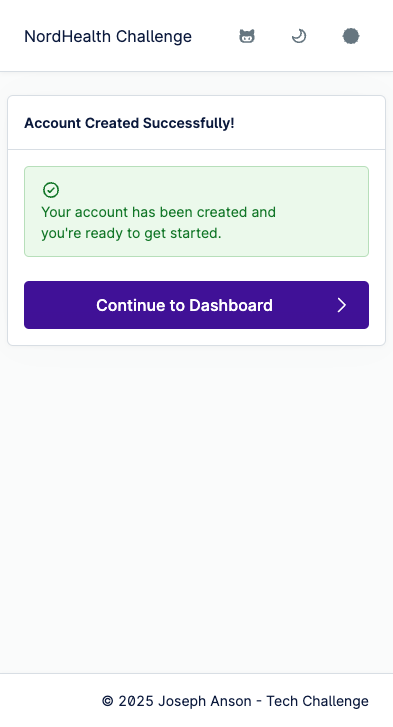 NordHealth Challenge
Account Created Successfully!
Your account has been created and
you're ready to get started.
Continue to Dashboard
© 2025 Joseph Anson - Tech Challenge